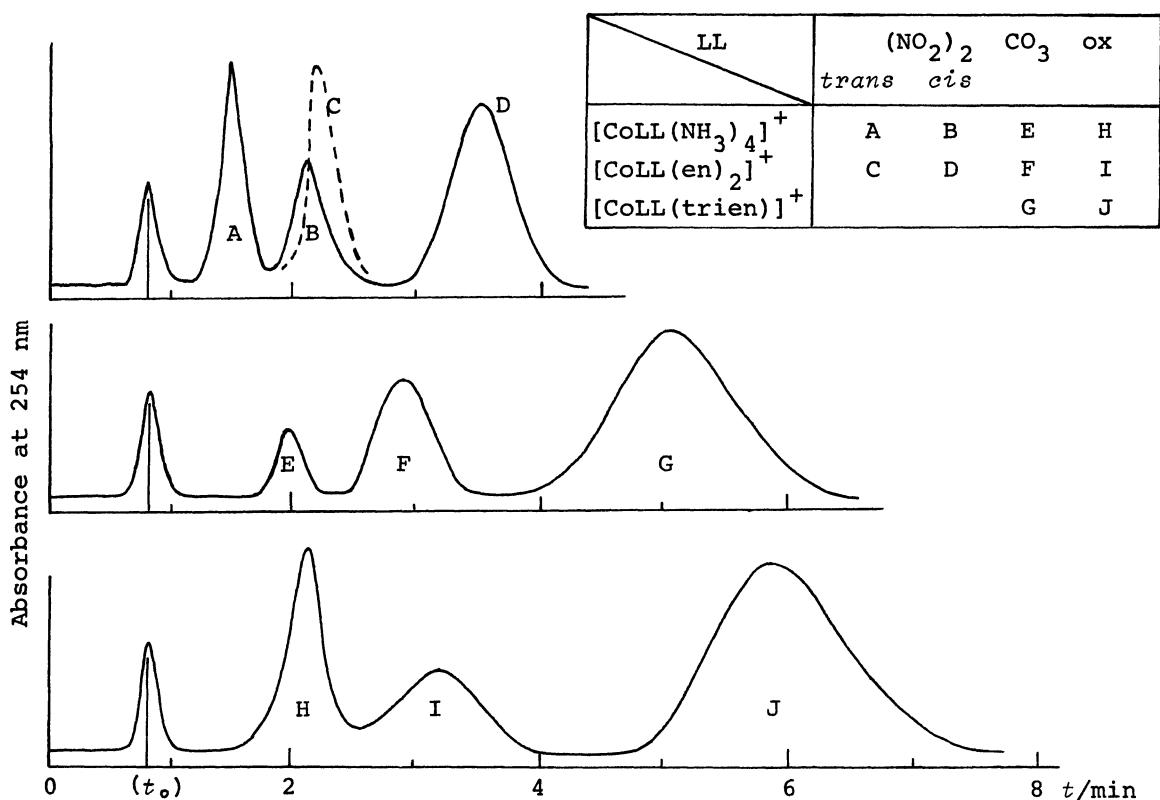 LL
(NO2)2 CO3 ox
trans cis
[CoLL(NH3)4]+ A B E H
[CoLL(en)2]+ C D F I
[CoLL(trien)]+ G J
A
B
C
D
E
F
G
H
I
J
Absorbance at 254 nm
0 (to) 2 4 6 8 t/min